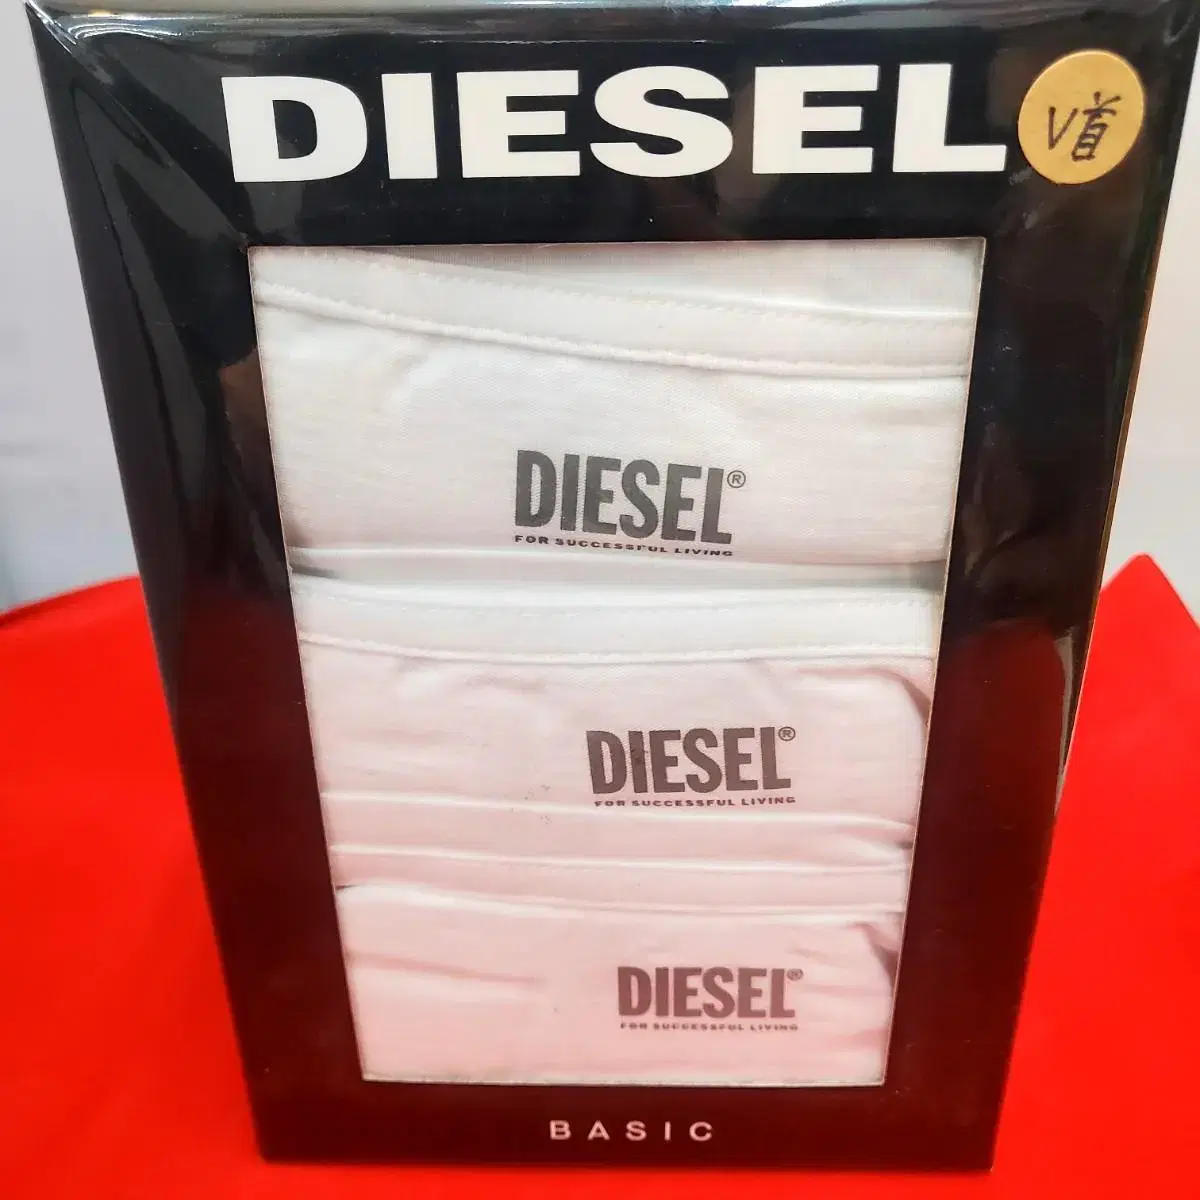 DIESEL
V首
DIESEL®
FOR SUCCESSFUL LIVING
DIESEL®
FOR SUCCESSFUL LIVING
DIESEL®
FOR SUCCESSFUL LIVING
BASIC